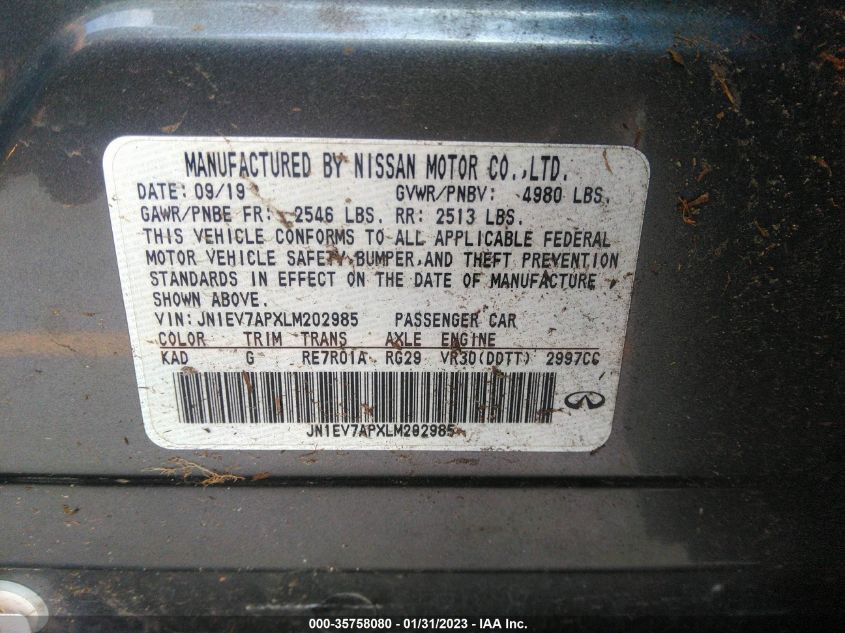 MANUFACTURED BY NISSAN MOTOR CO.,LTD.
DATE: 09/19 GVWR/PNBV: 4980 LBS.
GAWR/PNBE FR: 2546 LBS. RR: 2513 LBS.
THIS VEHICLE CONFORMS TO ALL APPLICABLE FEDERAL
MOTOR VEHICLE SAFETY,BUMPER,AND THEFT PREVENTION
STANDARDS IN EFFECT ON THE DATE OF MANUFACTURE
SHOWN ABOVE.
VIN:JN1EV7APXLM202985 PASSENGER CAR
COLOR TRIM TRANS AXLE ENGINE
KAD G RE7R01A RG29 VR30(DDTT) 2997CC
JN1EV7APXLM202985
000-35758080 - 01/31/2023 - IAA Inc.